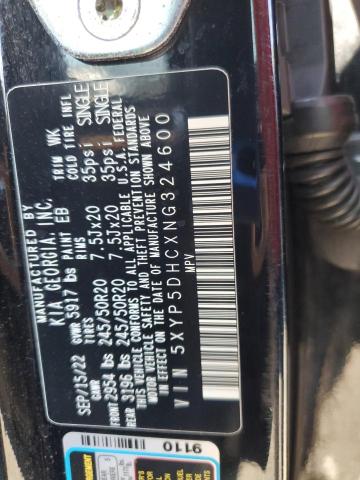 MANUFACTURED BY
KIA GEORGIA, INC.
SEP/15/22 GVWR 5917 lbs PAINT EB TRIM WK
GAWR TIRES COLD TIRE INFL
FRONT 2954 lbs 245/50R20 7.5Jx20 35psi SINGLE
REAR 3196 lbs 245/50R20 7.5Jx20 35psi SINGLE
THIS VEHICLE CONFORMS TO ALL APPLICABLE U.S.A. FEDERAL
MOTOR VEHICLE SAFETY AND THEFT PREVENTION STANDARDS
IN EFFECT ON THE DATE OF MANUFACTURE SHOWN ABOVE
VIN 5XYP5DHCXNG324600
MPV
9110